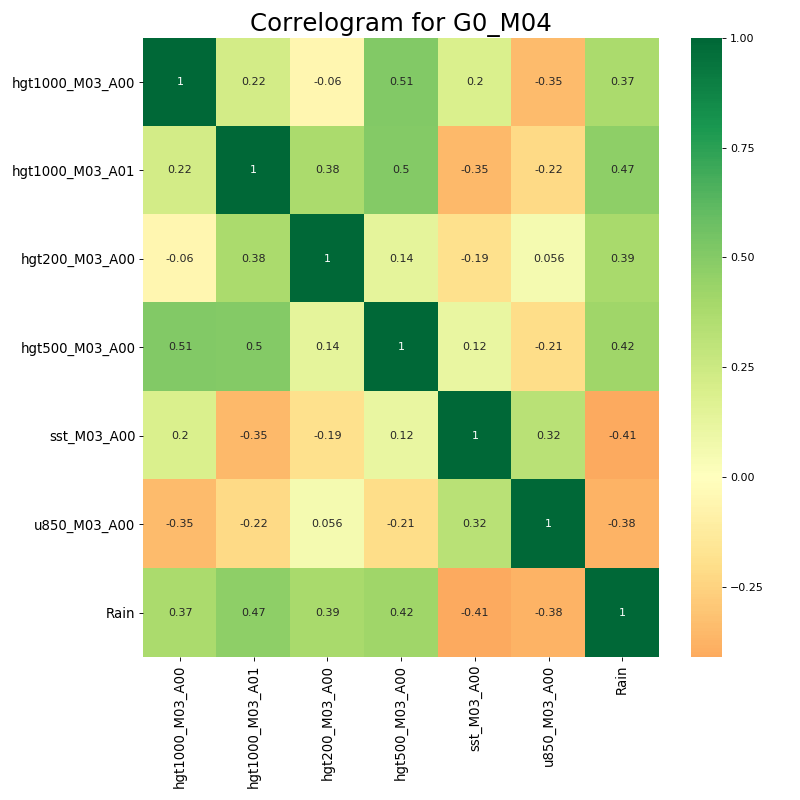 Correlogram for G0_M04
hgt1000_M03_A00 1 0.22 -0.06 0.51 0.2 -0.35 0.37
hgt1000_M03_A01 0.22 1 0.38 0.5 -0.35 -0.22 0.47
hgt200_M03_A00 -0.06 0.38 1 0.14 -0.19 0.056 0.39
hgt500_M03_A00 0.51 0.5 0.14 1 0.12 -0.21 0.42
sst_M03_A00 0.2 -0.35 -0.19 0.12 1 0.32 -0.41
u850_M03_A00 -0.35 -0.22 0.056 -0.21 0.32 1 -0.38
Rain 0.37 0.47 0.39 0.42 -0.41 -0.38 1
hgt1000_M03_A00
hgt1000_M03_A01
hgt200_M03_A00
hgt500_M03_A00
sst_M03_A00
u850_M03_A00
Rain
1.00
0.75
0.50
0.25
0.00
−0.25